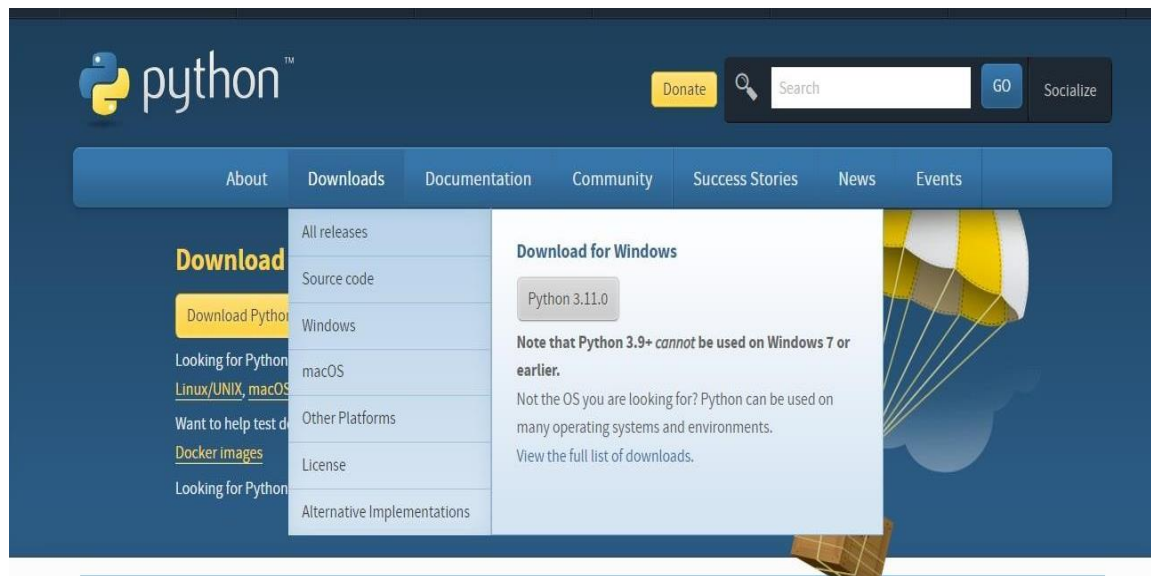 python™
Donate
Search
GO
Socialize
About
Downloads
Documentation
Community
Success Stories
News
Events
Download
Download Pytho
Looking for Python
Linux/UNIX, macOS
Want to help test d
Docker images
Looking for Python
All releases
Source code
Windows
macOS
Other Platforms
License
Alternative Implementations
Download for Windows
Python 3.11.0
Note that Python 3.9+ cannot be used on Windows 7 or
earlier.
Not the OS you are looking for? Python can be used on
many operating systems and environments.
View the full list of downloads.